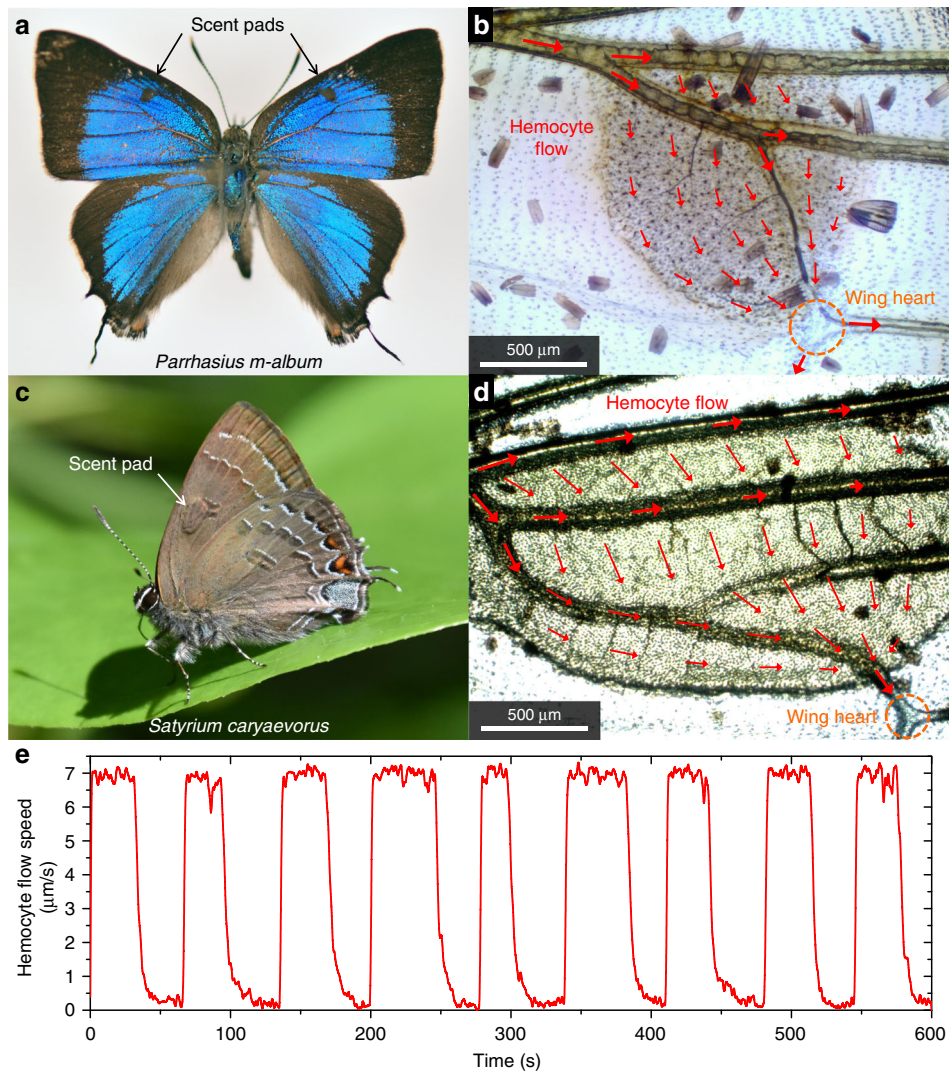 a
Scent pads
Parrhasius m-album
b
Hemocyte
flow
Wing heart
500 μm
c
Scent pad
Satyrium caryaevorus
d
Hemocyte flow
Wing heart
500 μm
e
Hemocyte flow speed
(μm/s)
7
6
5
4
3
2
1
0
0 100 200 300 400 500 600
Time (s)